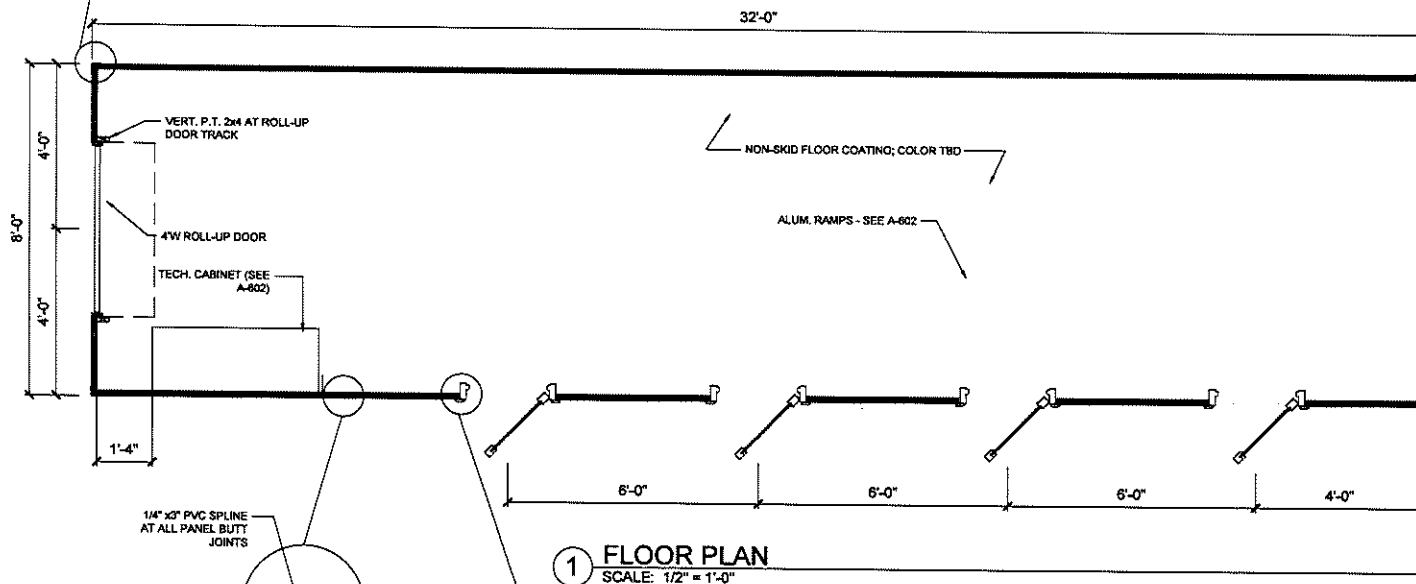 32'-0"
VERT. P.T. 2x4 AT ROLL-UP
DOOR TRACK
4'-0"
NON-SKID FLOOR COATING; COLOR TBD
8'-0"
ALUM. RAMPS - SEE A-602
4'W ROLL-UP DOOR
TECH. CABINET (SEE
A-602)
4'-0"
1'-4"
6'-0"
6'-0"
6'-0"
4'-0"
1/4" x3" PVC SPLINE
AT ALL PANEL BUTT
JOINTS
1 FLOOR PLAN
SCALE: 1/2" = 1'-0"